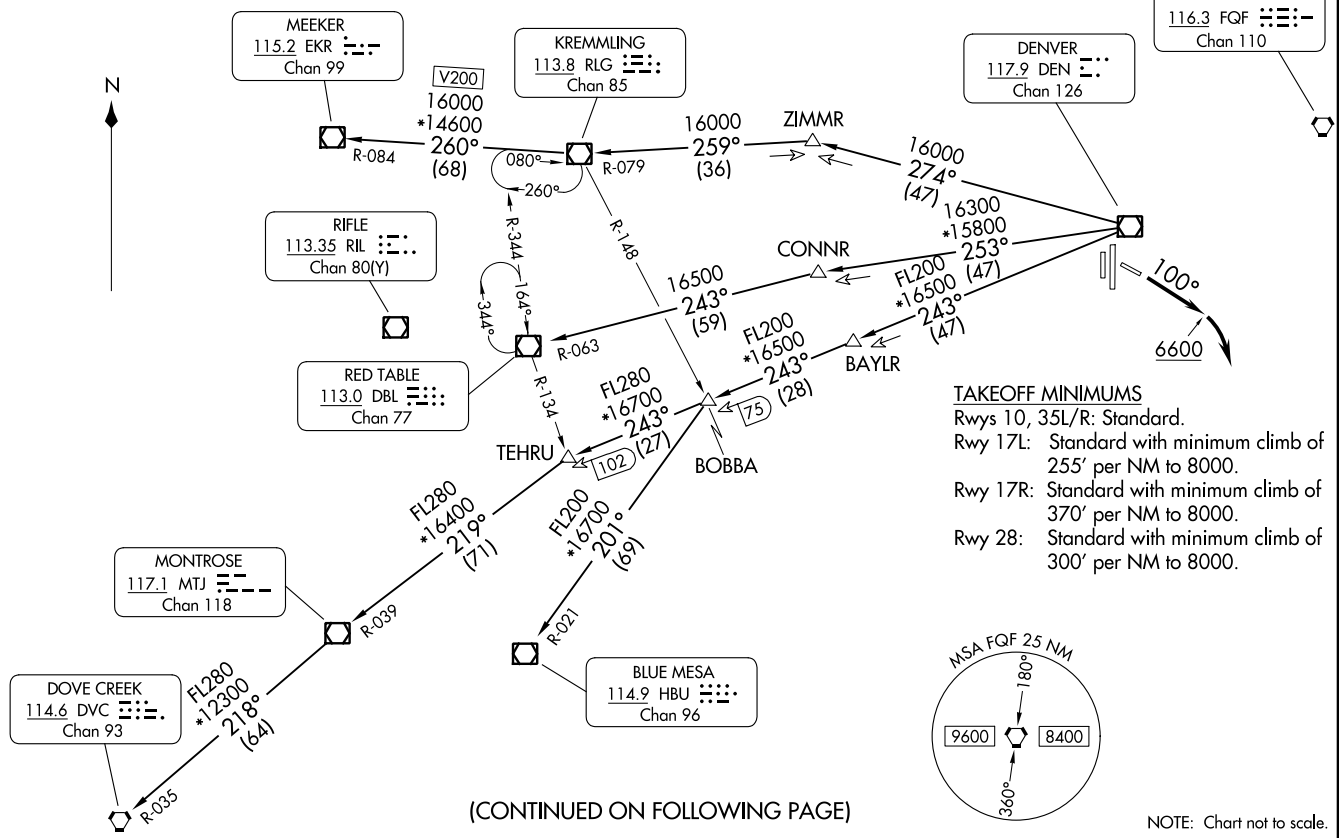 116.3 FQF
Chan 110
MEEKER
115.2 EKR
Chan 99
KREMMLING
113.8 RLG
Chan 85
DENVER
117.9 DEN
Chan 126
N
V200
16000
*14600
260°
(68)
R-084
080°
260°
R-079
16000
259°
(36)
ZIMMR
16000
274°
(47)
16300
*15800
253°
(47)
CONNR
RIFLE
113.35 RIL
Chan 80(Y)
R-344
164°
344°
R-148
16500
243°
(59)
R-063
FL200
*16500
243°
(47)
BAYLR
100°
6600
RED TABLE
113.0 DBL
Chan 77
R-134
FL200
*16500
243°
(28)
75
BOBBA
FL280
*16700
243°
(27)
102
TEHRU
TAKEOFF MINIMUMS
Rwys 10, 35L/R: Standard.
Rwy 17L: Standard with minimum climb of
255' per NM to 8000.
Rwy 17R: Standard with minimum climb of
370' per NM to 8000.
Rwy 28: Standard with minimum climb of
300' per NM to 8000.
FL280
*16400
219°
(71)
FL200
*16700
201°
(69)
MONTROSE
117.1 MTJ
Chan 118
R-039
R-021
BLUE MESA
114.9 HBU
Chan 96
DOVE CREEK
114.6 DVC
Chan 93
FL280
*12300
218°
(64)
R-035
MSA FQF 25 NM
180°
9600
8400
360°
(CONTINUED ON FOLLOWING PAGE)
NOTE: Chart not to scale.